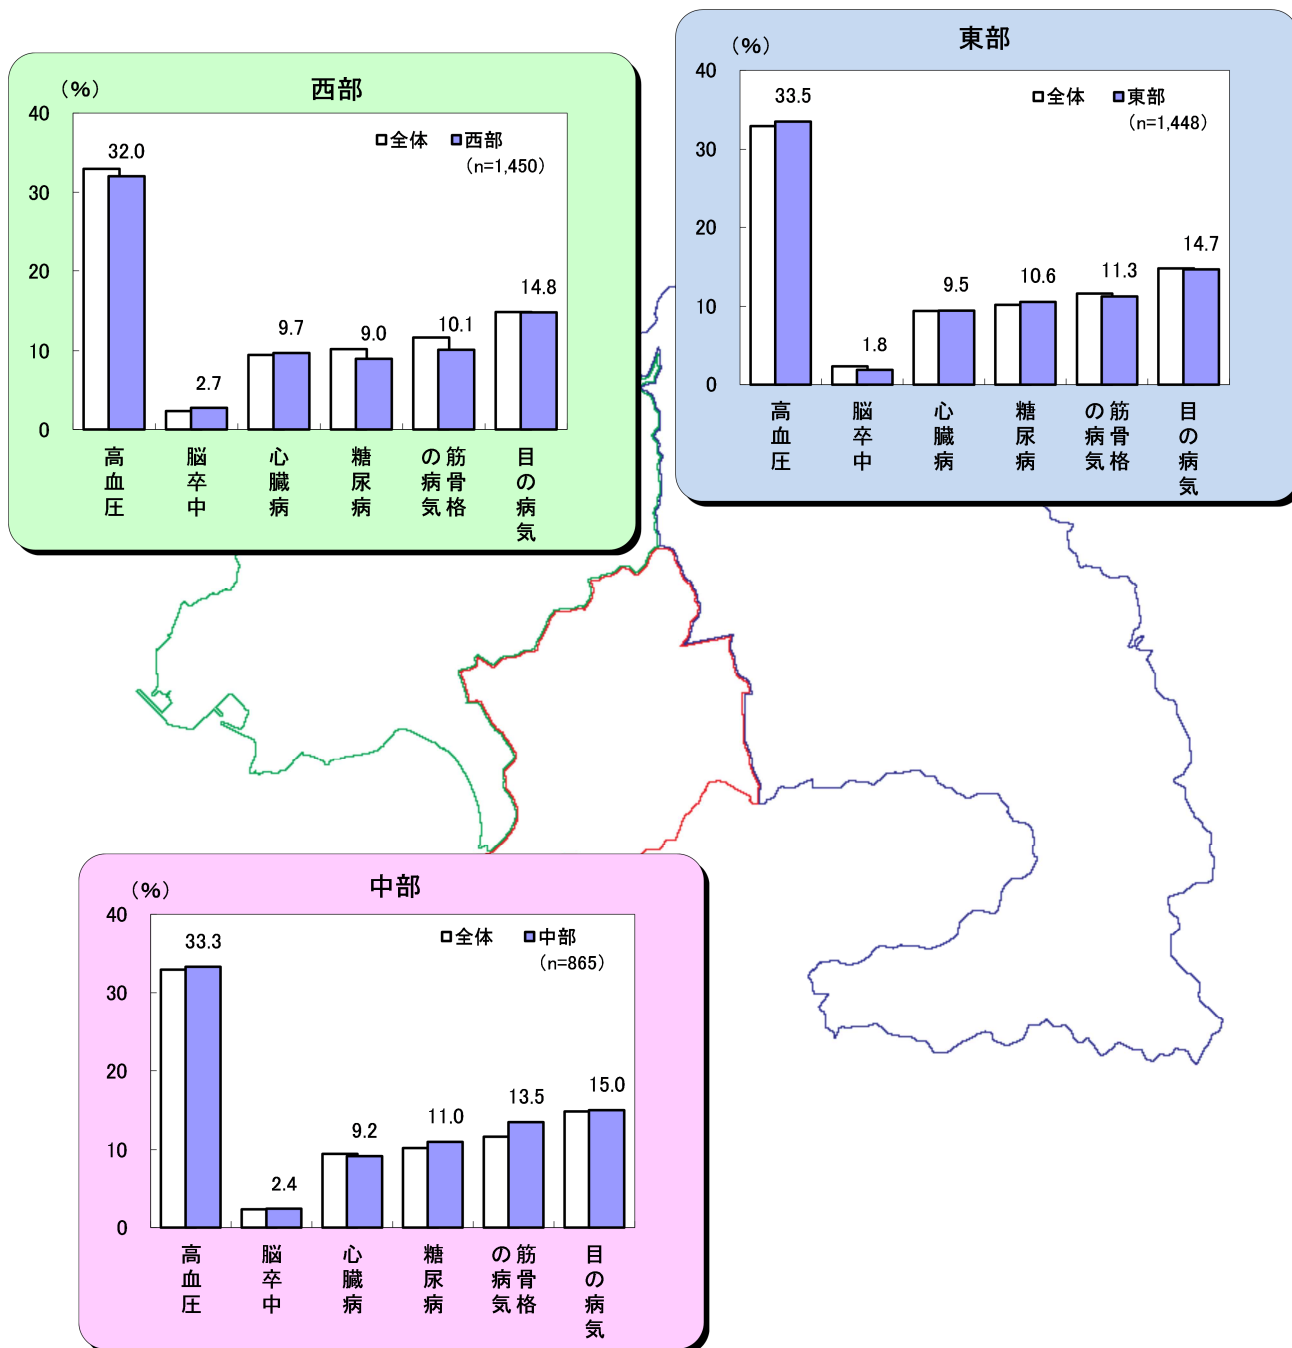 西部
(%)
40
30
20
10
0
全体
西部
(n=1,450)
32.0
2.7
9.7
9.0
10.1
14.8
高血圧
脳卒中
心臓病
糖尿病
筋骨格
の病気
目の病気
東部
(%)
40
30
20
10
0
全体
東部
(n=1,448)
33.5
1.8
9.5
10.6
11.3
14.7
高血圧
脳卒中
心臓病
糖尿病
筋骨格
の病気
目の病気
中部
(%)
40
30
20
10
0
全体
中部
(n=865)
33.3
2.4
9.2
11.0
13.5
15.0
高血圧
脳卒中
心臓病
糖尿病
筋骨格
の病気
目の病気